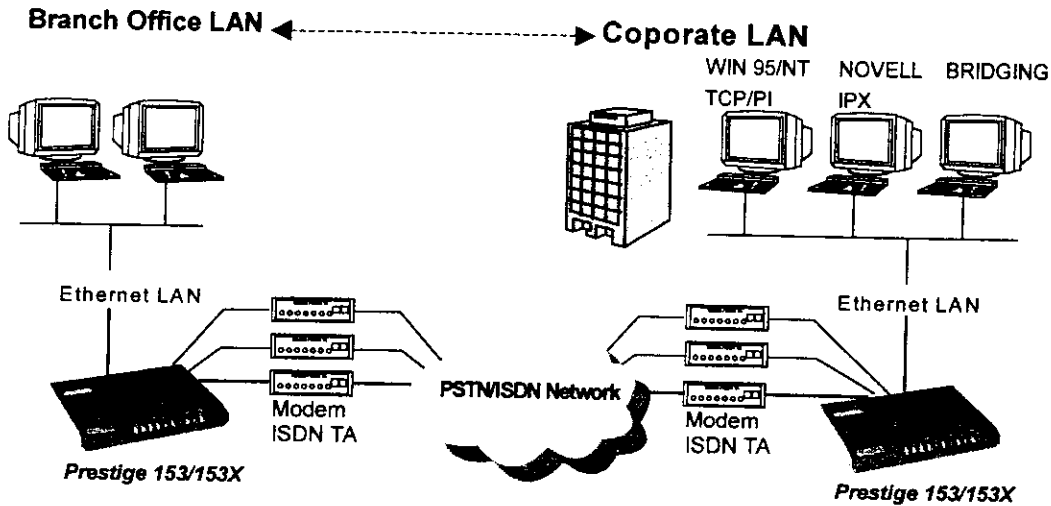 Branch Office LAN
Coporate LAN
WIN 95/NT
TCP/PI
NOVELL
IPX
BRIDGING
Ethernet LAN
Ethernet LAN
Modem
ISDN TA
PSTN/ISDN Network
Modem
ISDN TA
Prestige 153/153X
Prestige 153/153X